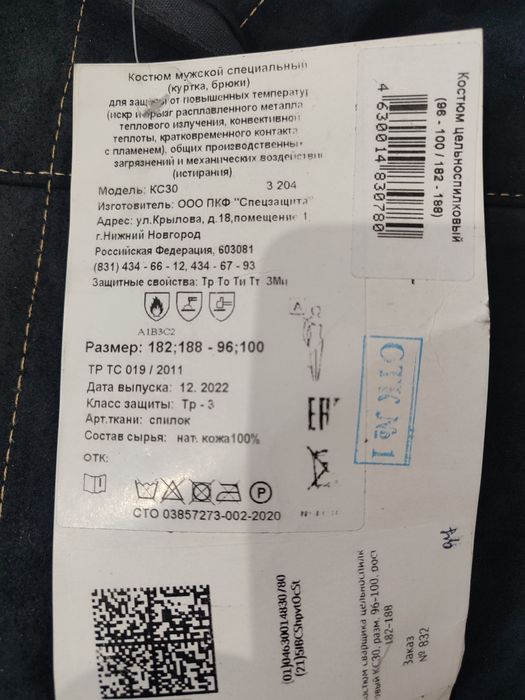 Костюм мужской специальный
(куртка, брюки)
для защиты от повышенных температур
(искр и брызг расплавленного металла
теплового излучения, конвективной
теплоты, кратковременного контакта
с пламенем), общих производственных
загрязнений и механических воздействий
(истирания)
Модель: КС30 3 204
Изготовитель: ООО ПКФ "Спецзащита"
Адрес: ул.Крылова, д.18,помещение 1,
г.Нижний Новгород
Российская Федерация, 603081
(831) 434 - 66 - 12, 434 - 67 - 93
Защитные свойства: Тр То Ти Тт ЗМи
A1B3C2
Размер: 182;188 - 96;100
ТР ТС 019 / 2011
Дата выпуска: 12. 2022
Класс защиты: Тр - 3
Арт.ткани: спилок
Состав сырья: нат. кожа100%
ОТК:
P
СТО 03857273-002-2020
Костюм цельноспилковый
(96 - 100 / 182 - 188)
4 630014 830780
ОТК № 1
ЕАС
(01)04630014830780
182-188
Заказ
№ 832